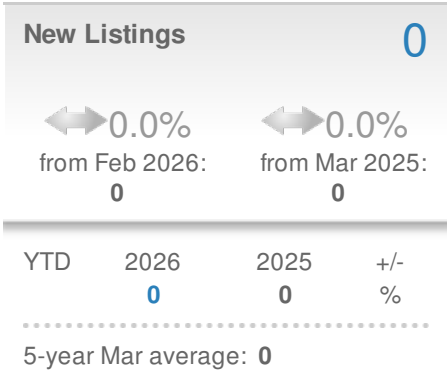 New Listings 0
0.0% 0.0%
from Feb 2026: from Mar 2025:
0 0
YTD 2026 2025 +/-
0 0 %
5-year Mar average: 0